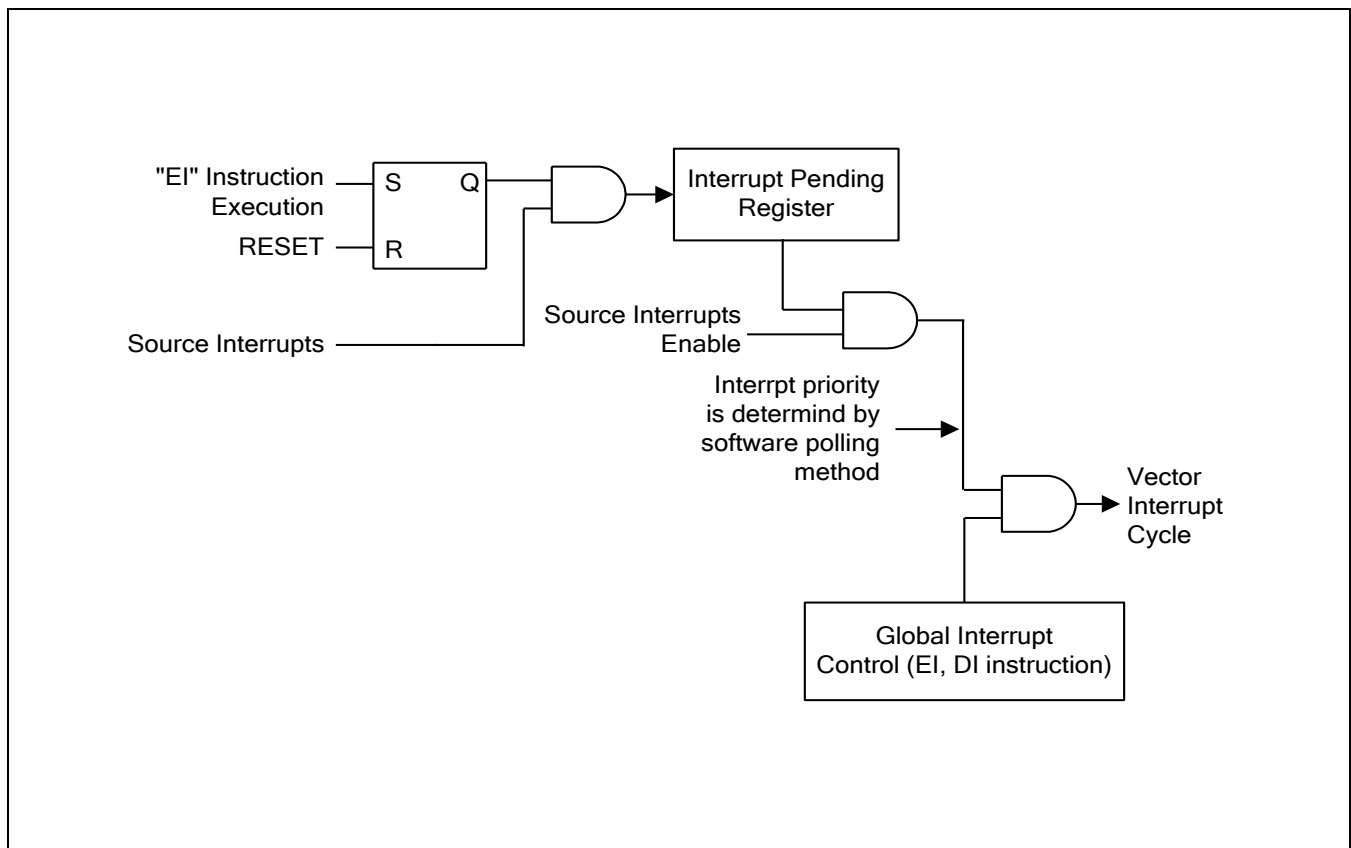 "EI" Instruction
Execution
S
Q
RESET
R
Interrupt Pending
Register
Source Interrupts
Source Interrupts
Enable
Interrpt priority
is determind by
software polling
method
Vector
Interrupt
Cycle
Global Interrupt
Control (EI, DI instruction)